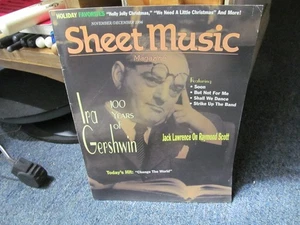 HOLIDAY FAVORITES "Holly Jolly Christmas," "We Need A Little Christmas" And More!
NOVEMBER/DECEMBER
Sheet Music
Magazine
Featuring
• Soon
• But Not For Me
• Shall We Dance
• Strike Up The Band
Ira
100
YEARS
of
Gershwin
Jack Lawrence On Raymond Scott
Today's Hit: "Change The World"